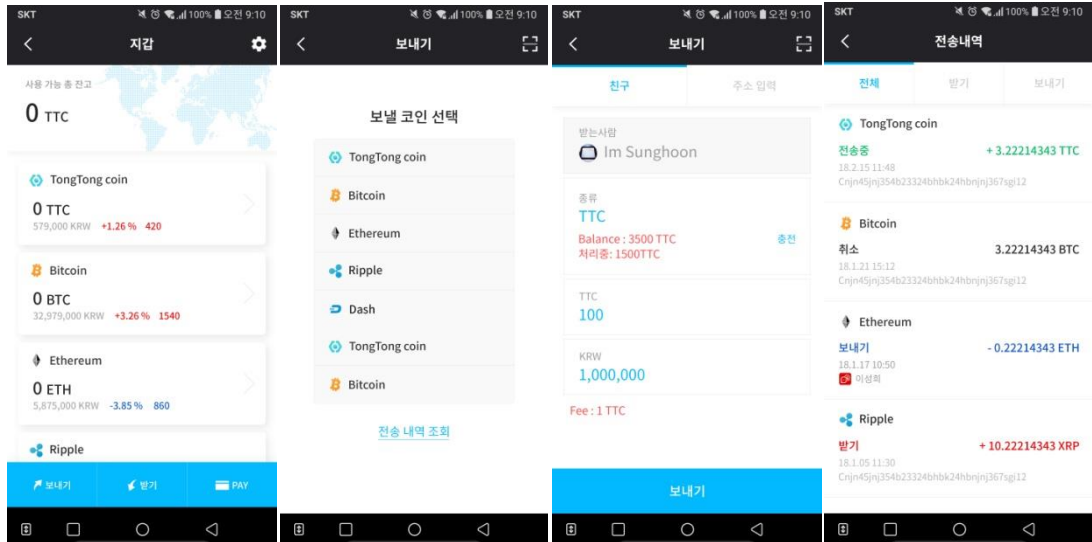 SKT 100% 오전 9:10
지갑
사용 가능 총 잔고
0 TTC
TongTong coin
0 TTC
579,000 KRW +1.26 % 420
Bitcoin
0 BTC
32,979,000 KRW +3.26 % 1540
Ethereum
0 ETH
5,875,000 KRW -3.85 % 860
Ripple
보내기 받기 PAY
SKT 100% 오전 9:10
보내기
보낼 코인 선택
TongTong coin
Bitcoin
Ethereum
Ripple
Dash
TongTong coin
Bitcoin
전송 내역 조회
SKT 100% 오전 9:10
보내기
친구 주소 입력
받는사람
Im Sunghoon
종류
TTC
Balance : 3500 TTC 충전
처리중: 1500TTC
TTC
100
KRW
1,000,000
Fee : 1 TTC
보내기
SKT 100% 오전 9:10
전송내역
전체 받기 보내기
TongTong coin
전송중 + 3.22214343 TTC
18.2.15 11:48
Cnjn45jnj354b23324bhbk24hbnjnj367sgi12
Bitcoin
취소 3.22214343 BTC
18.1.21 15:12
Cnjn45jnj354b23324bhbk24hbnjnj367sgi12
Ethereum
보내기 - 0.22214343 ETH
18.1.17 10:50
이성희
Ripple
받기 + 10.22214343 XRP
18.1.05 11:30
Cnjn45jnj354b23324bhbk24hbnjnj367sgi12